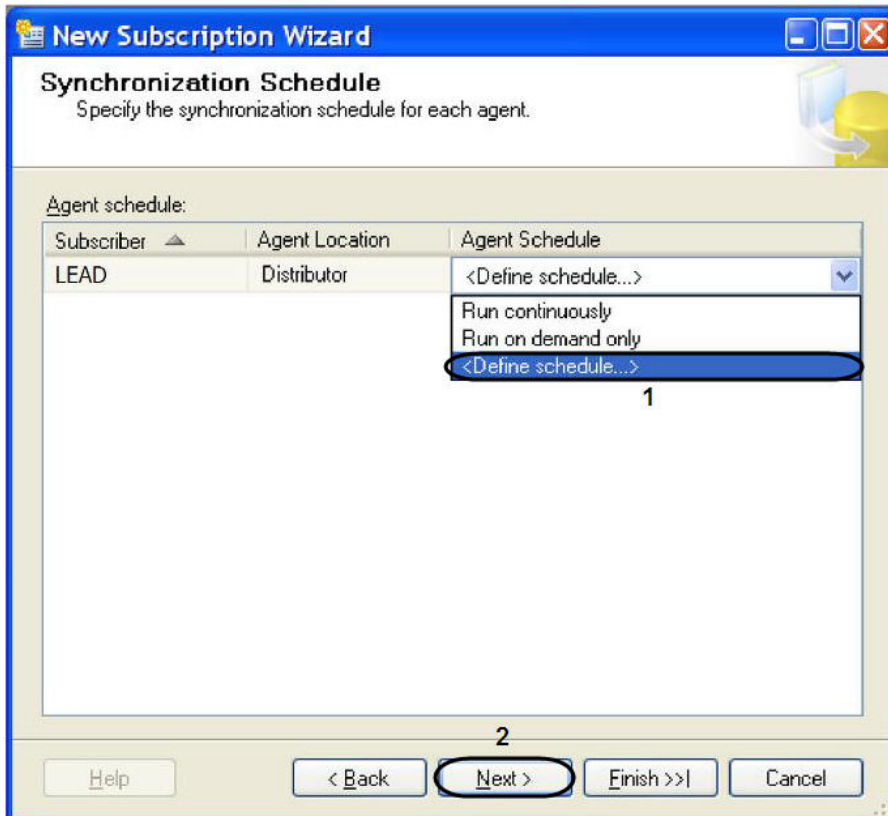 New Subscription Wizard
Synchronization Schedule
Specify the synchronization schedule for each agent.
Agent schedule:
Subscriber Agent Location Agent Schedule
LEAD Distributor <Define schedule...>
Run continuously
Run on demand only
<Define schedule...>
1
2
Help < Back Next > Finish >>| Cancel